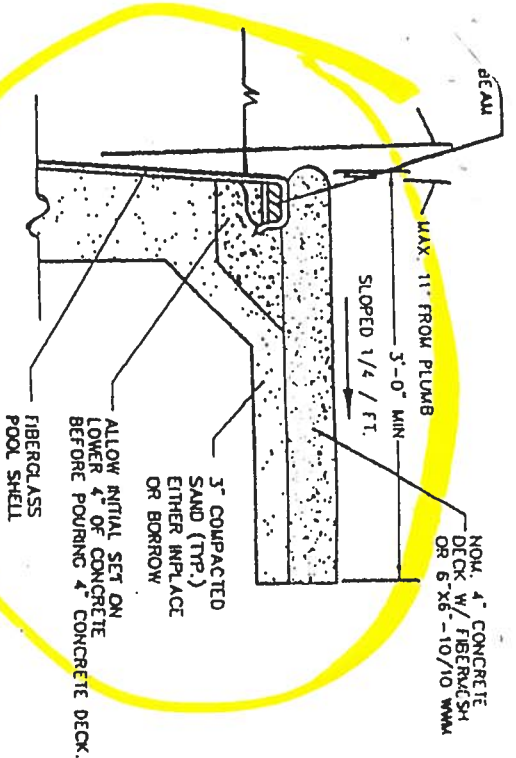 BEAM
MAX 11° FROM PLUMB
3'-0" MIN
SLOPED 1/4 / FT.
NOM. 4" CONCRETE
DECK W/ FIBERMESH
OR 6"X6"-10/10 WWM
3" COMPACTED
SAND (TYP.)
EITHER INPLACE
OR BORROW
ALLOW INITIAL SET ON
LOWER 4" OF CONCRETE
BEFORE POURING 4" CONCRETE DECK.
FIBERGLASS
POOL SHELL